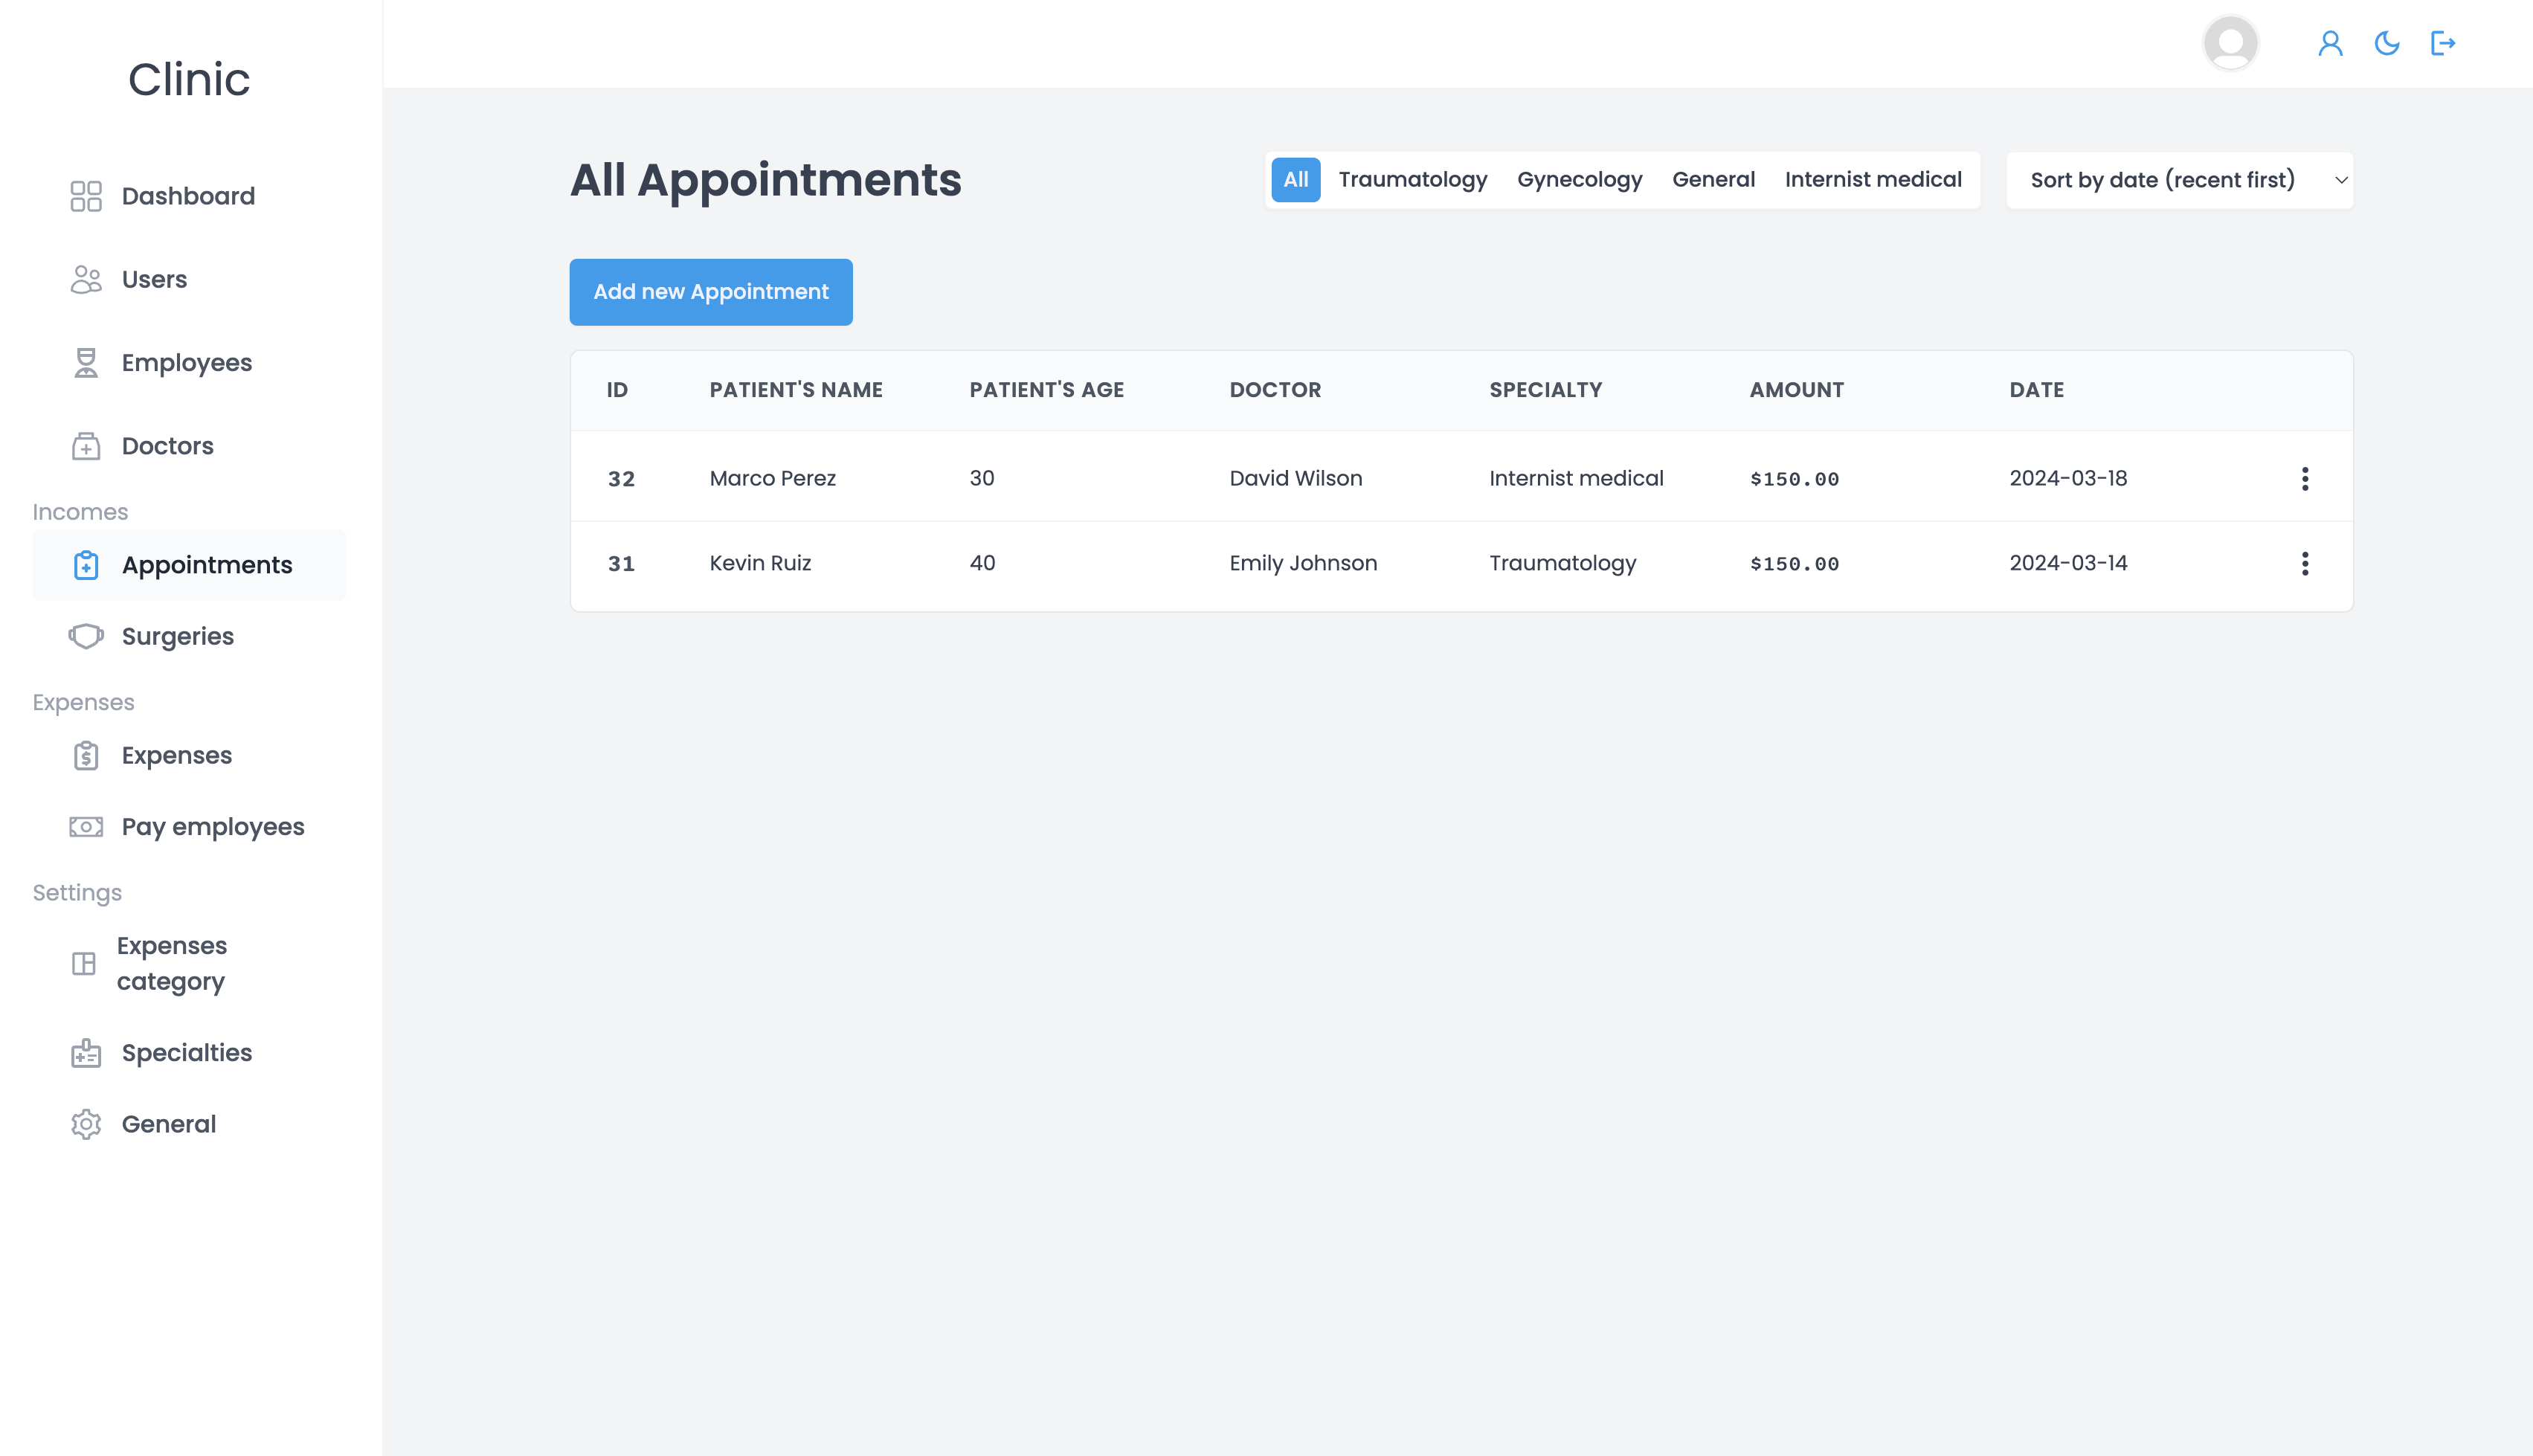 Clinic
Dashboard
Users
Employees
Doctors
Incomes
Appointments
Surgeries
Expenses
Expenses
Pay employees
Settings
Expenses
category
Specialties
General
All Appointments
All Traumatology Gynecology General Internist medical
Sort by date (recent first)
Add new Appointment
ID PATIENT'S NAME PATIENT'S AGE DOCTOR SPECIALTY AMOUNT DATE
32 Marco Perez 30 David Wilson Internist medical $150.00 2024-03-18
31 Kevin Ruiz 40 Emily Johnson Traumatology $150.00 2024-03-14